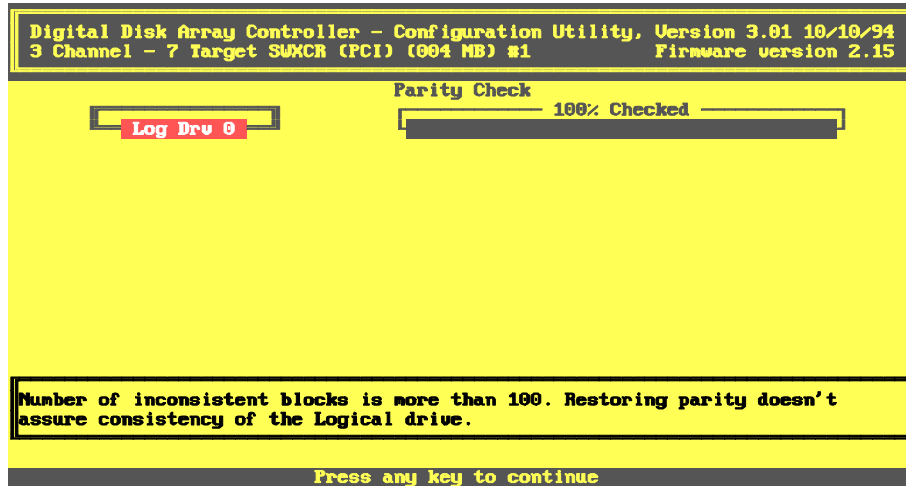 Digital Disk Array Controller - Configuration Utility, Version 3.01 10/10/94
3 Channel - 7 Target SWXCR (PCI) (004 MB) #1 Firmware version 2.15
Parity Check
100% Checked
Log Drv 0
Number of inconsistent blocks is more than 100. Restoring parity doesn't
assure consistency of the Logical drive.
Press any key to continue